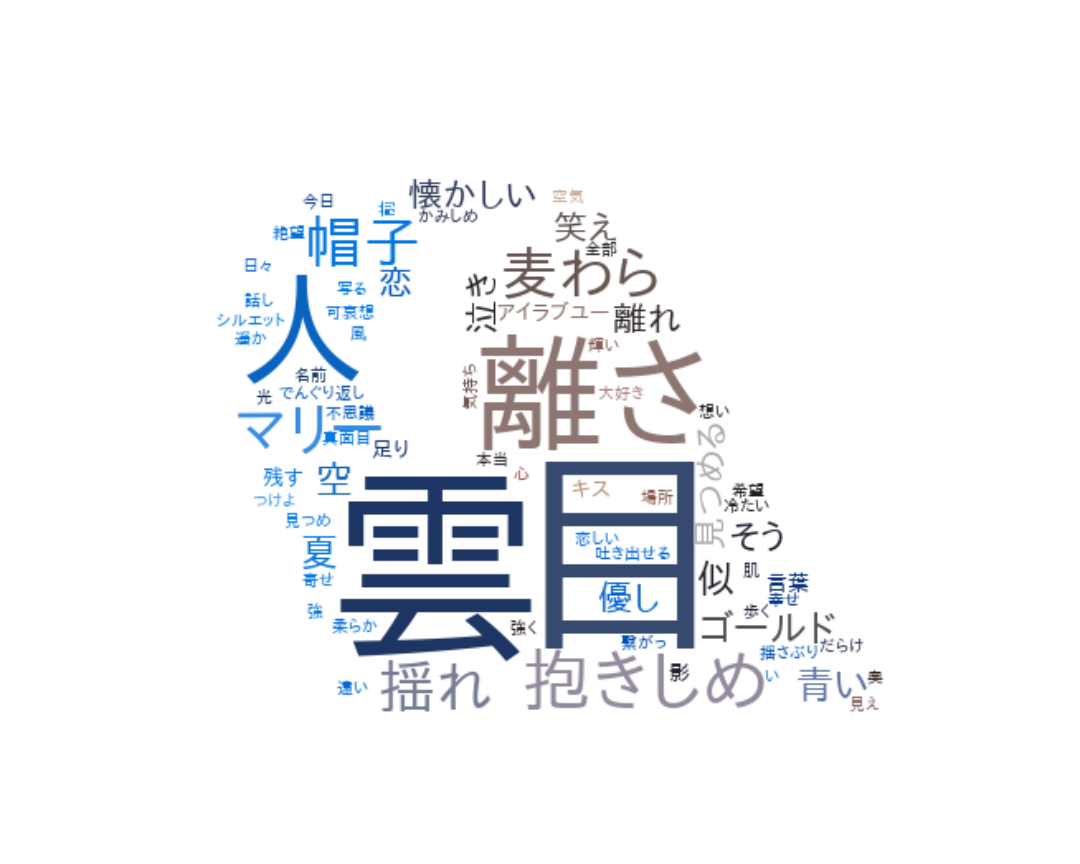 懐かしい
空気
今日
揺
かみしめ
笑え
絶望
帽子
全部
日々
恋
麦わら
写る
泣き
話し
シルエット
可哀想
アイラブユー
離れ
遥か
風
人
離さ
輝い
名前
気持ち
光
でんぐり返し
大好き
マリー
不思議
想い
真面目
足り
本当
見つめる
残す
空
心
つけよ
雲
目
キス
場所
希望
冷たい
見つめ
夏
恋しい
吐き出せる
そう
寄せ
似
肌
言葉
優し
幸せ
強
歩く
柔らか
強く
ゴールド
繋がっ
揺さぶり
だらけ
揺れ
抱きしめ
影
い
青い
奥
遠い
見え